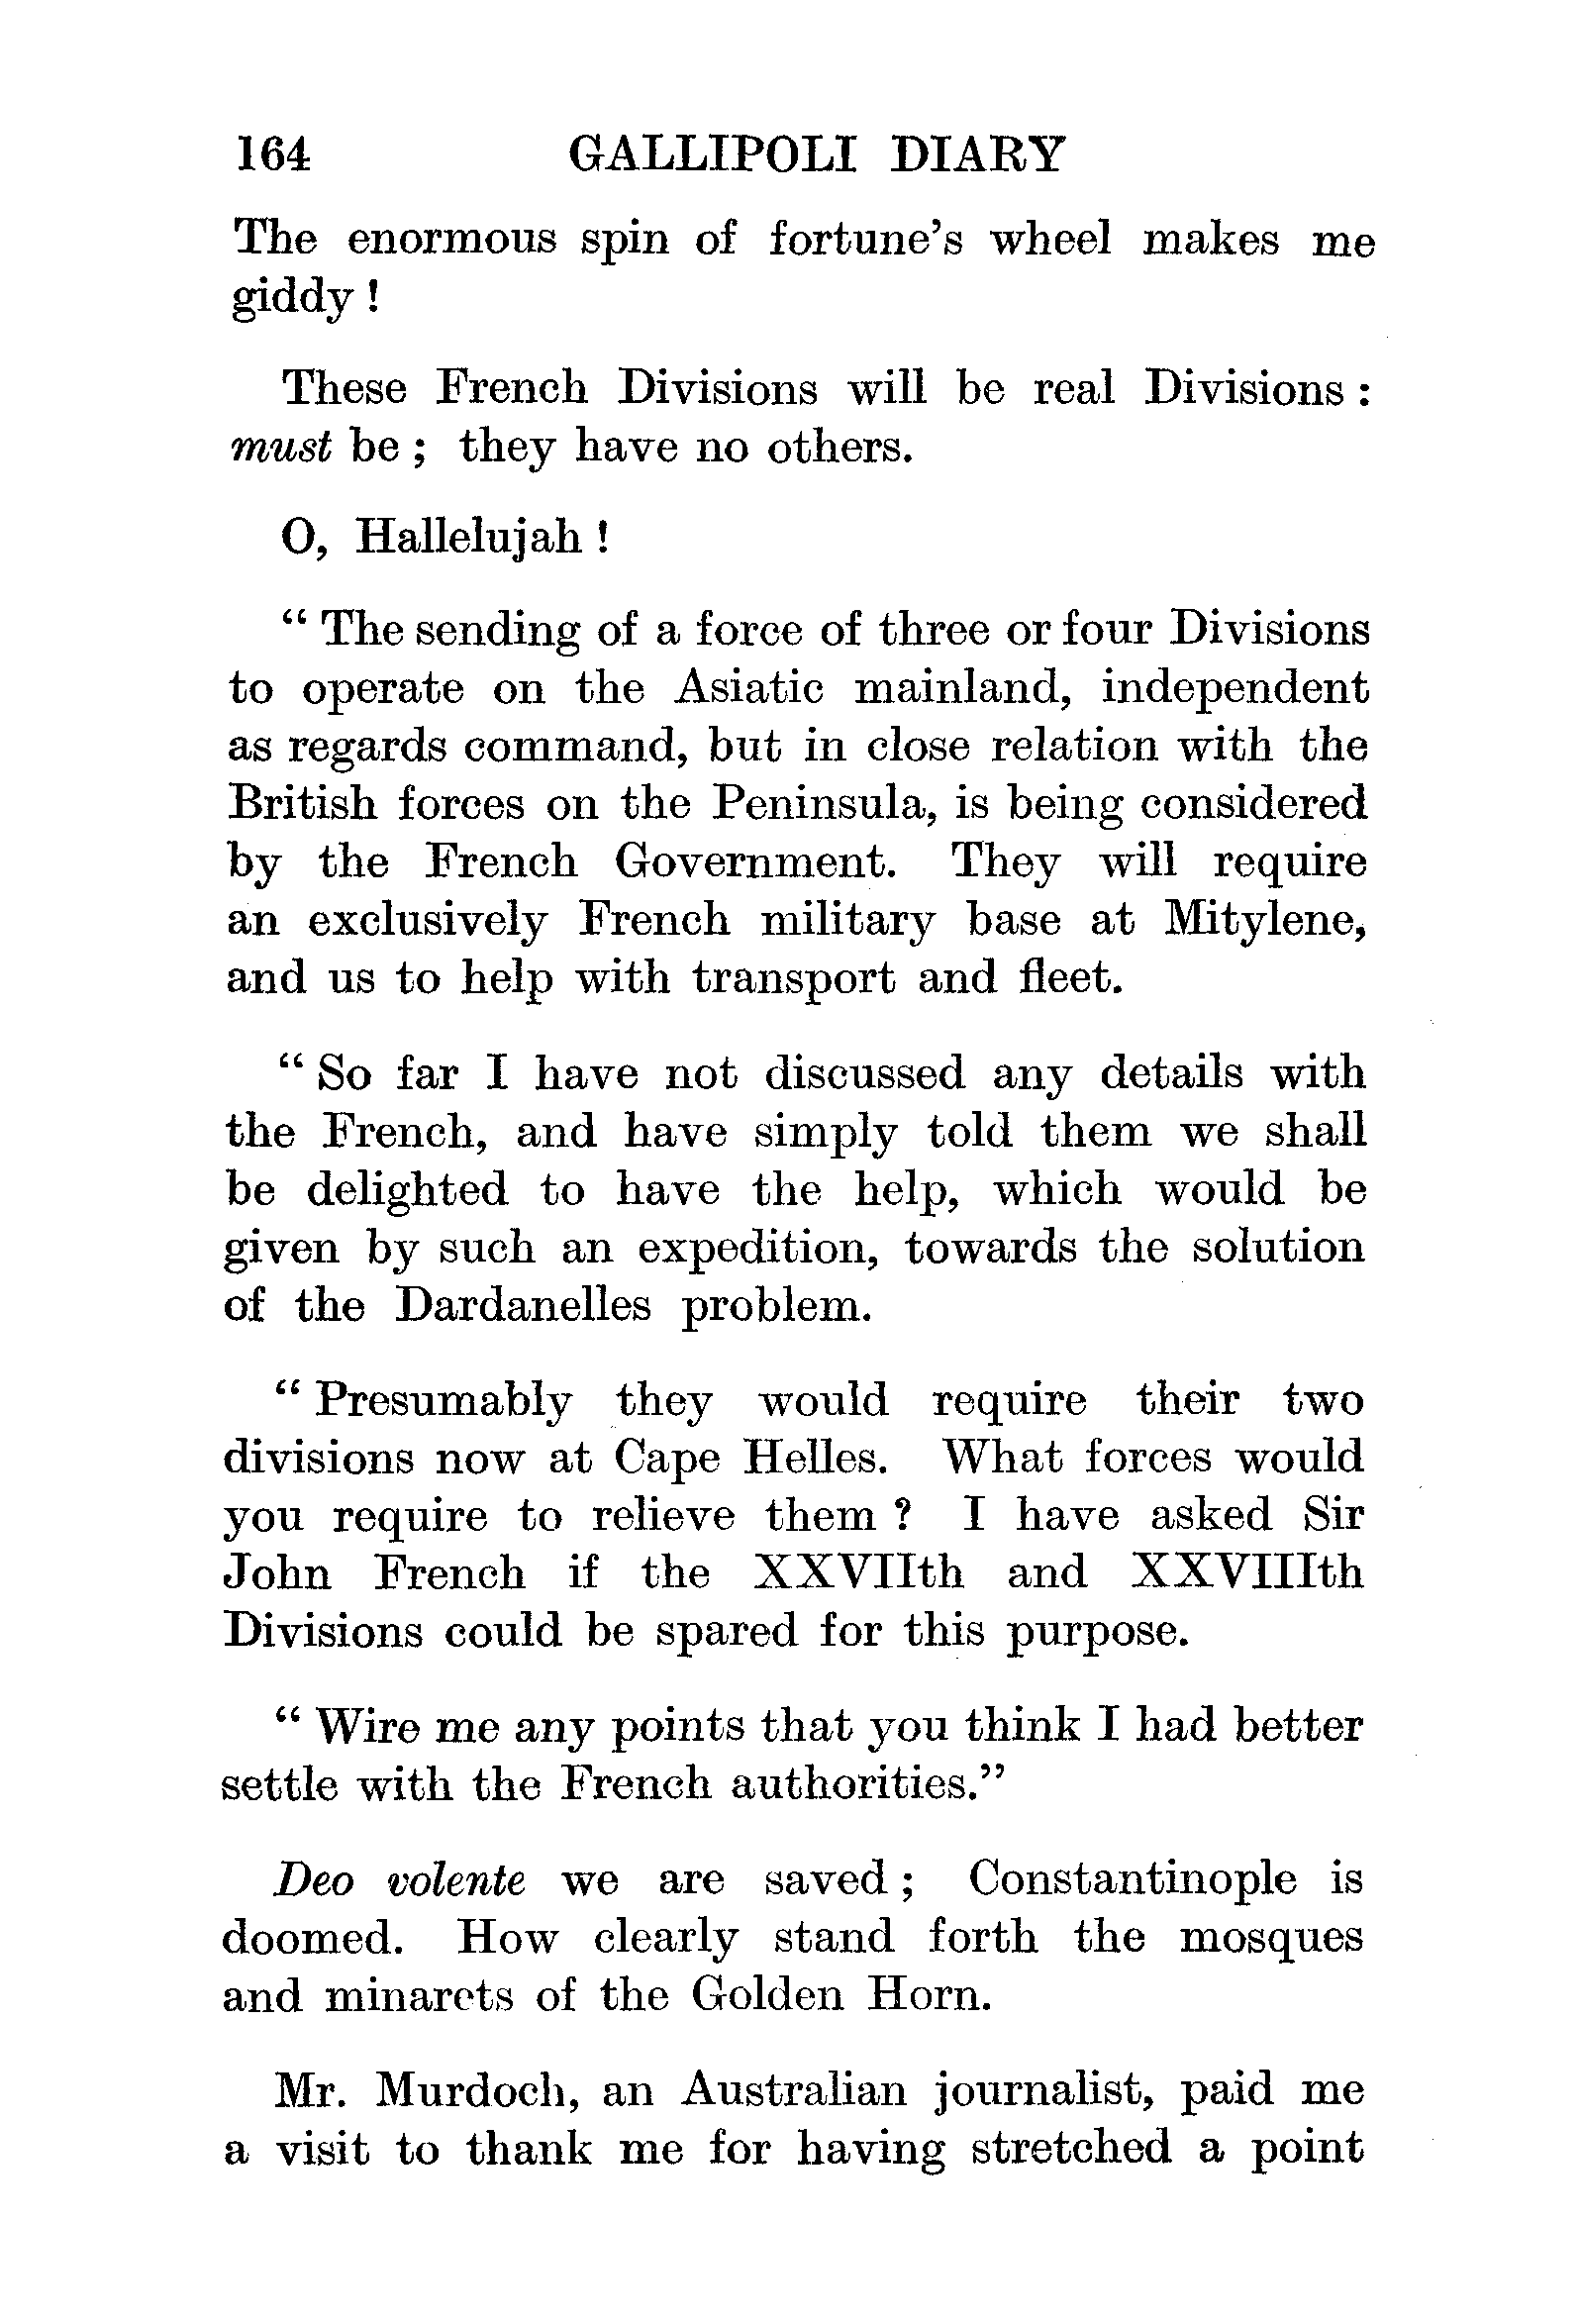 164 GALLIPOLI DIARY
The enormous spin of fortune's wheel makes me
giddy !
These French Divisions will be real Divisions :
must be ; they have no others.
O, Hallelujah !
“ The sending of a force of three or four Divisions
to operate on the Asiatic mainland, independent
as regards command, but in close relation with the
British forces on the Peninsula, is being considered
by the French Government. They will require
an exclusively French military base at Mitylene,
and us to help with transport and fleet.
“ So far I have not discussed any details with
the French, and have simply told them we shall
be delighted to have the help, which would be
given by such an expedition, towards the solution
of the Dardanelles problem.
“ Presumably they would require their two
divisions now at Cape Helles. What forces would
you require to relieve them ? I have asked Sir
John French if the XXVIIth and XXVIIIth
Divisions could be spared for this purpose.
“ Wire me any points that you think I had better
settle with the French authorities.”
Deo volente we are saved ; Constantinople is
doomed. How clearly stand forth the mosques
and minarets of the Golden Horn.
Mr. Murdoch, an Australian journalist, paid me
a visit to thank me for having stretched a point